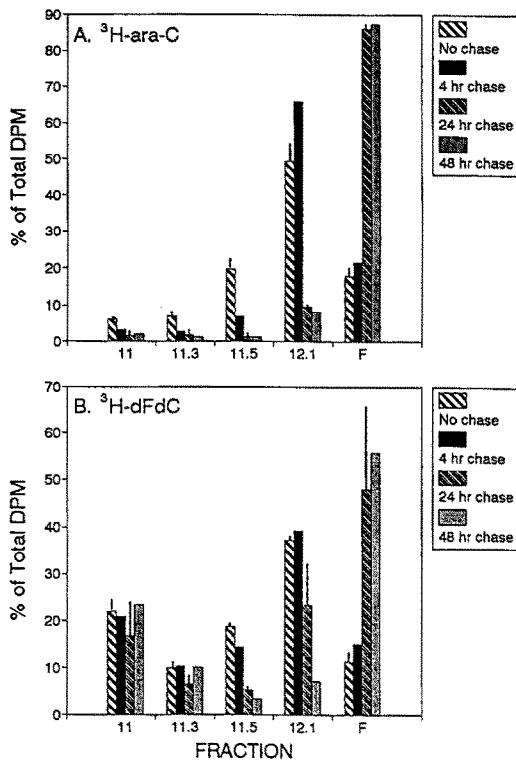 A. ³H-ara-C
% of Total DPM
90
80
70
60
50
40
30
20
10
0
11 11.3 11.5 12.1 F
No chase
4 hr chase
24 hr chase
48 hr chase
B. ³H-dFdC
% of Total DPM
70
60
50
40
30
20
10
0
11 11.3 11.5 12.1 F
FRACTION
No chase
4 hr chase
24 hr chase
48 hr chase